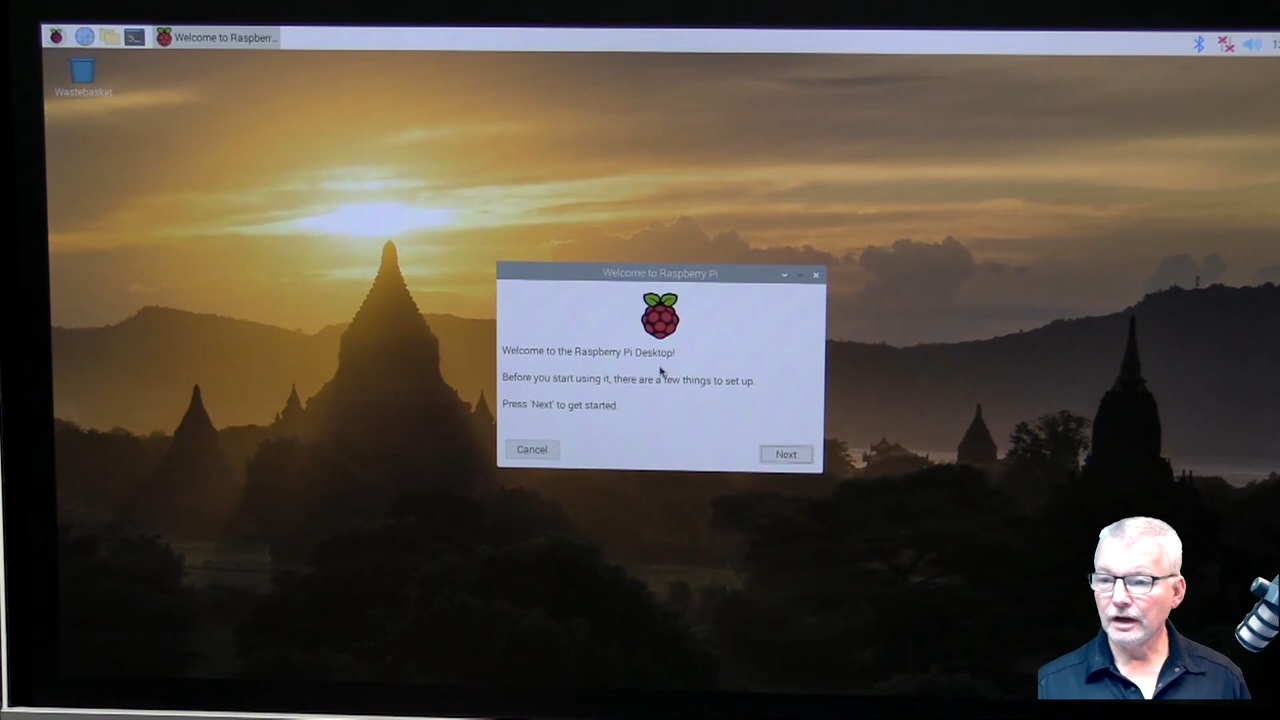 Welcome to Raspberr...
Wastebasket
Welcome to Raspberry Pi
Welcome to the Raspberry Pi Desktop!
Before you start using it, there are a few things to set up.
Press 'Next' to get started.
Cancel
Next